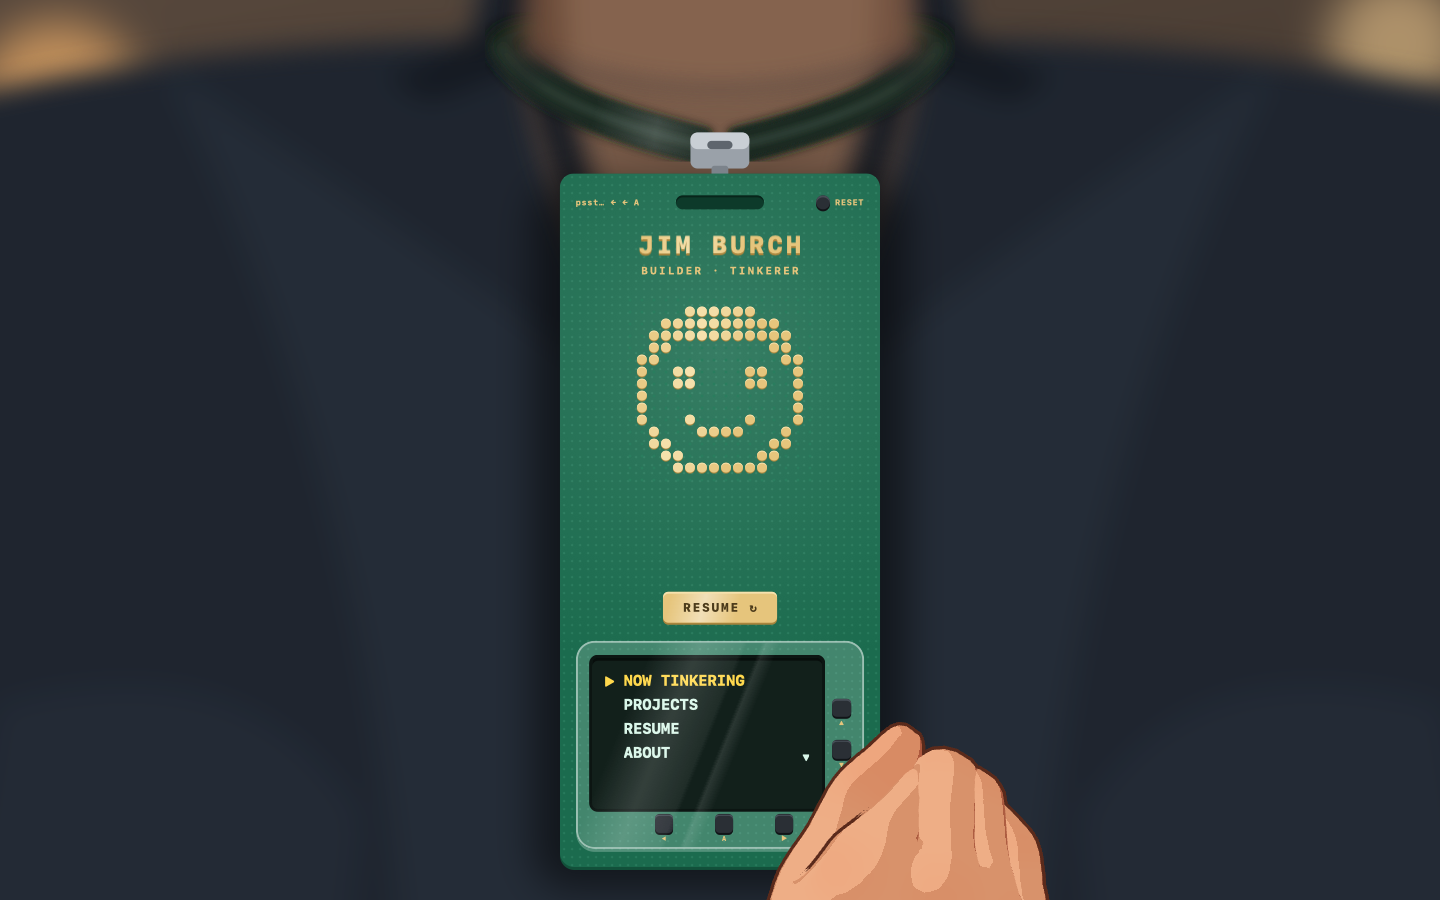 psst… ← ← A
RESET
JIM BURCH
BUILDER · TINKERER
RESUME ↻
▶ NOW TINKERING
PROJECTS
RESUME
ABOUT